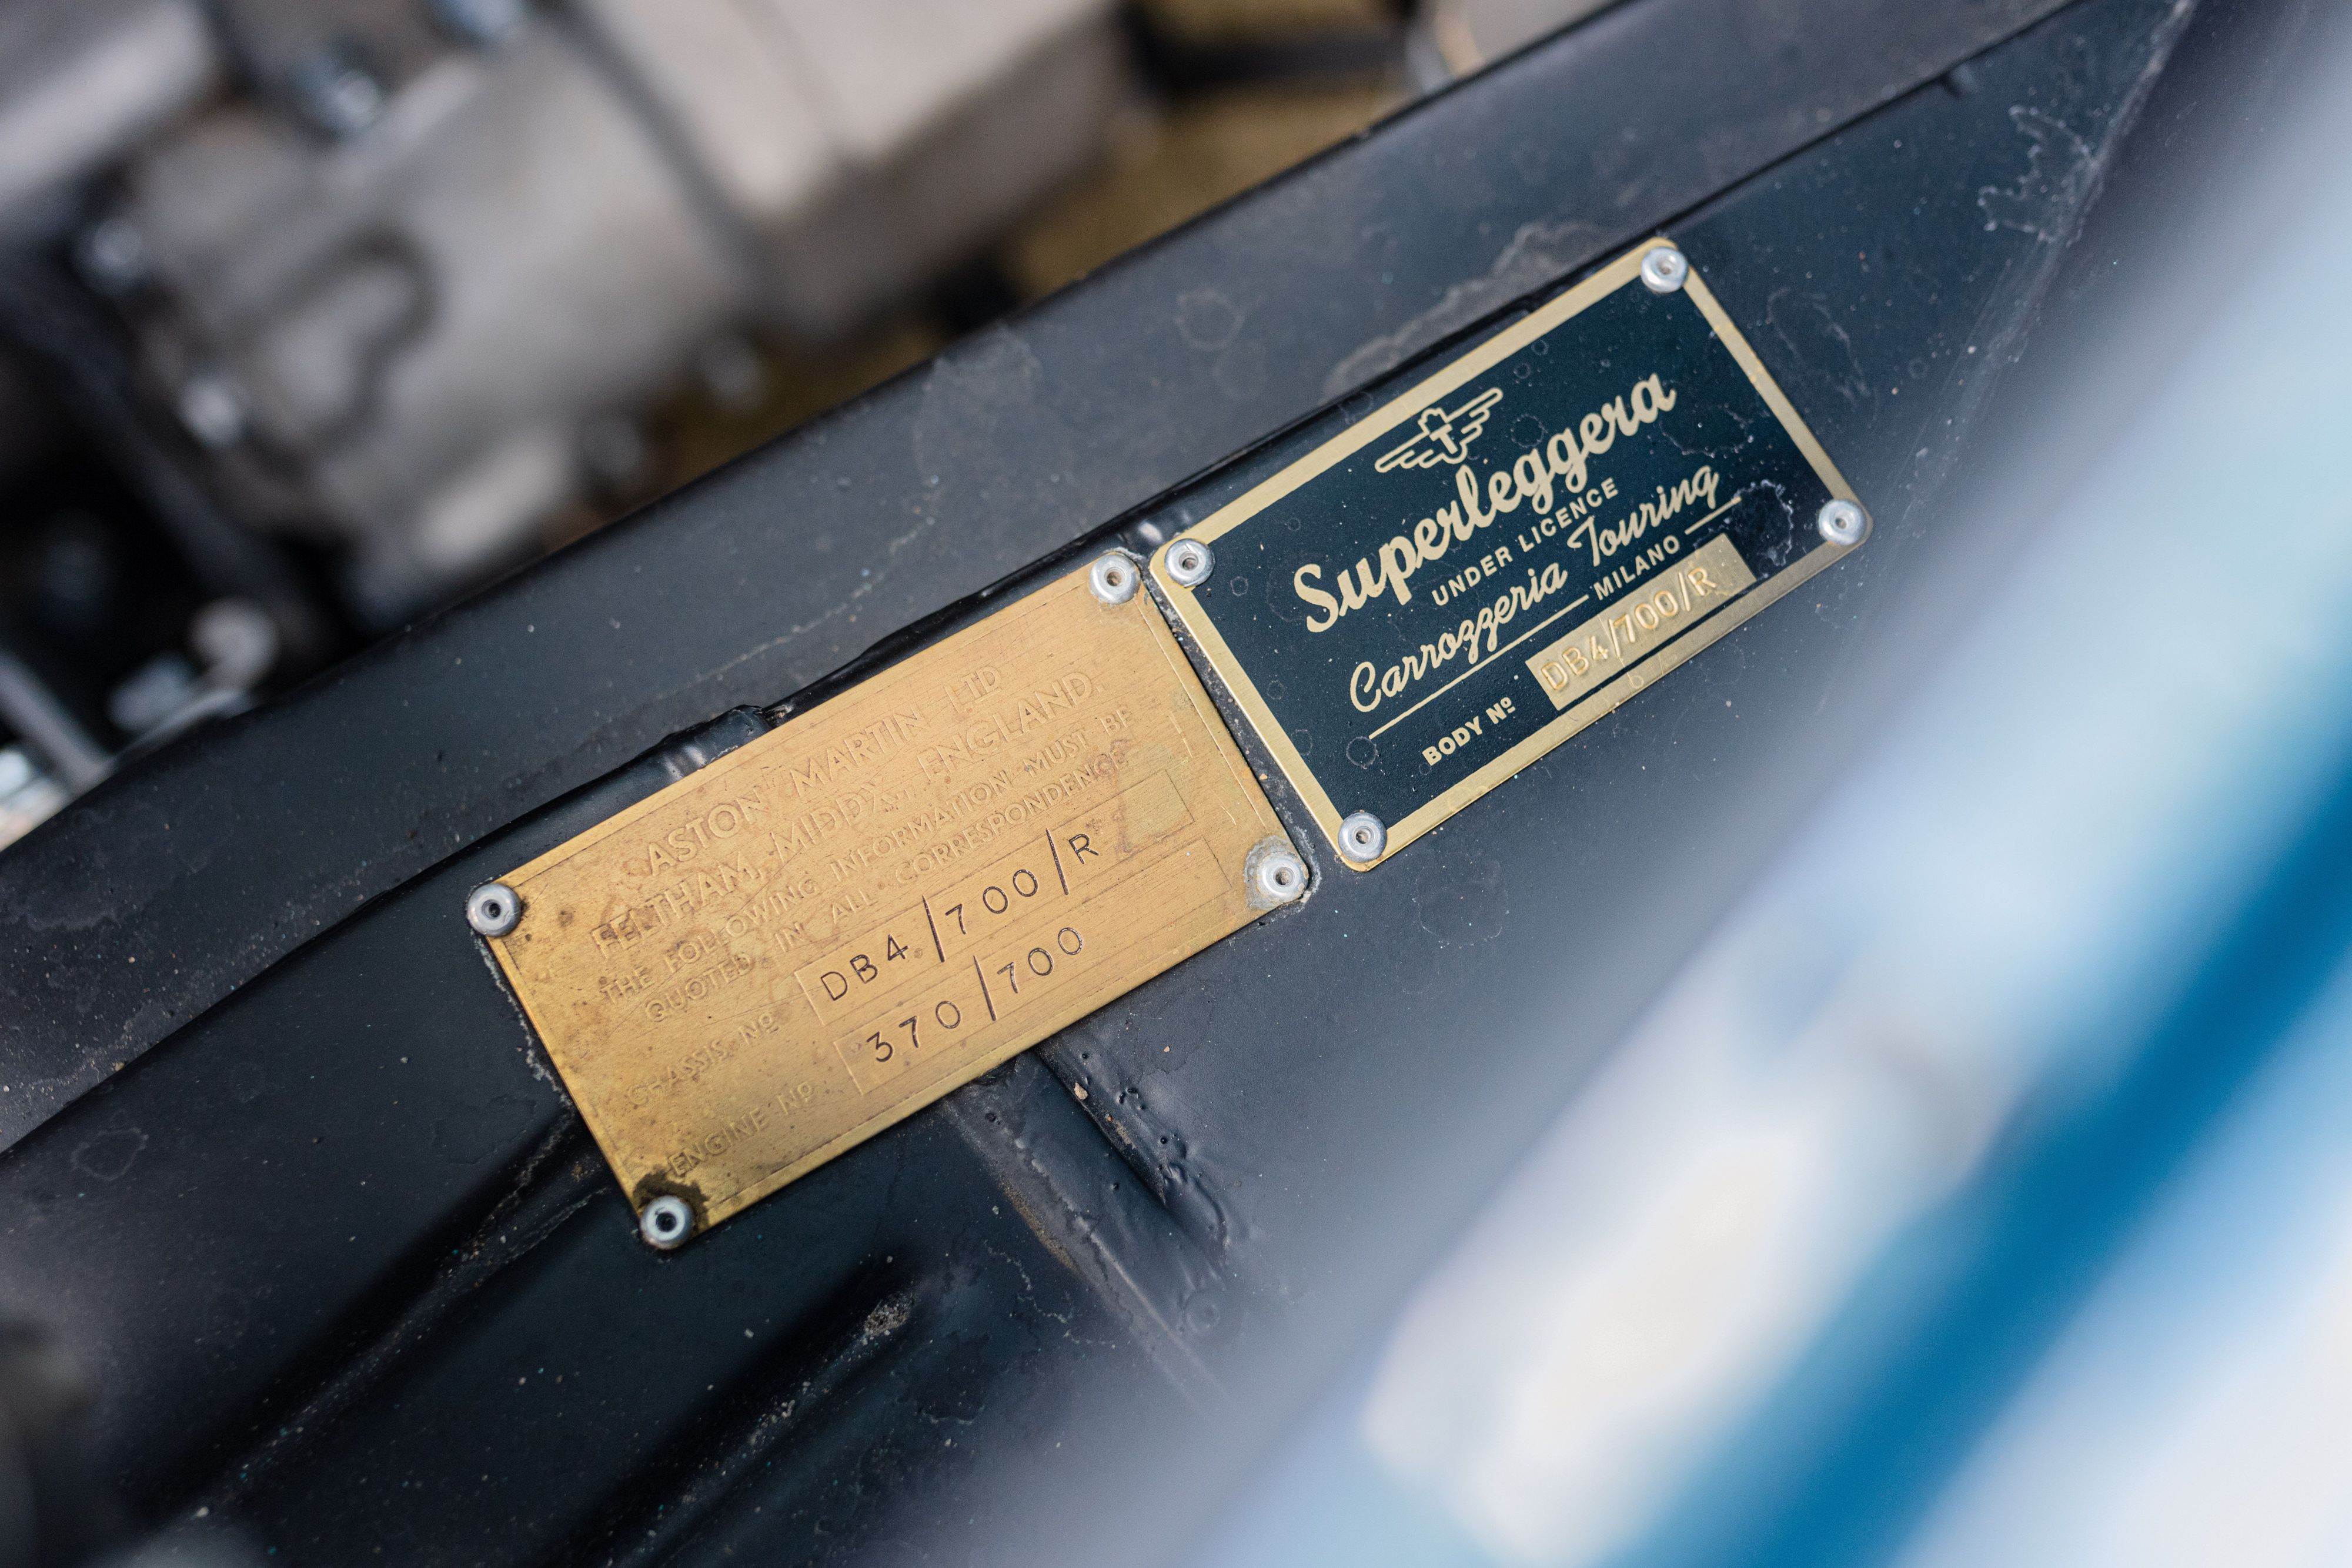 ASTON MARTIN LTD
FELTHAM, MIDDX, ENGLAND.
THE FOLLOWING INFORMATION MUST BE
QUOTED IN ALL CORRESPONDENCE
CHASSIS Nº DB4/700/R
ENGINE Nº 370/700
T
Superleggera
UNDER LICENCE
Carrozzeria Touring
MILANO
BODY Nº DB4/700/R